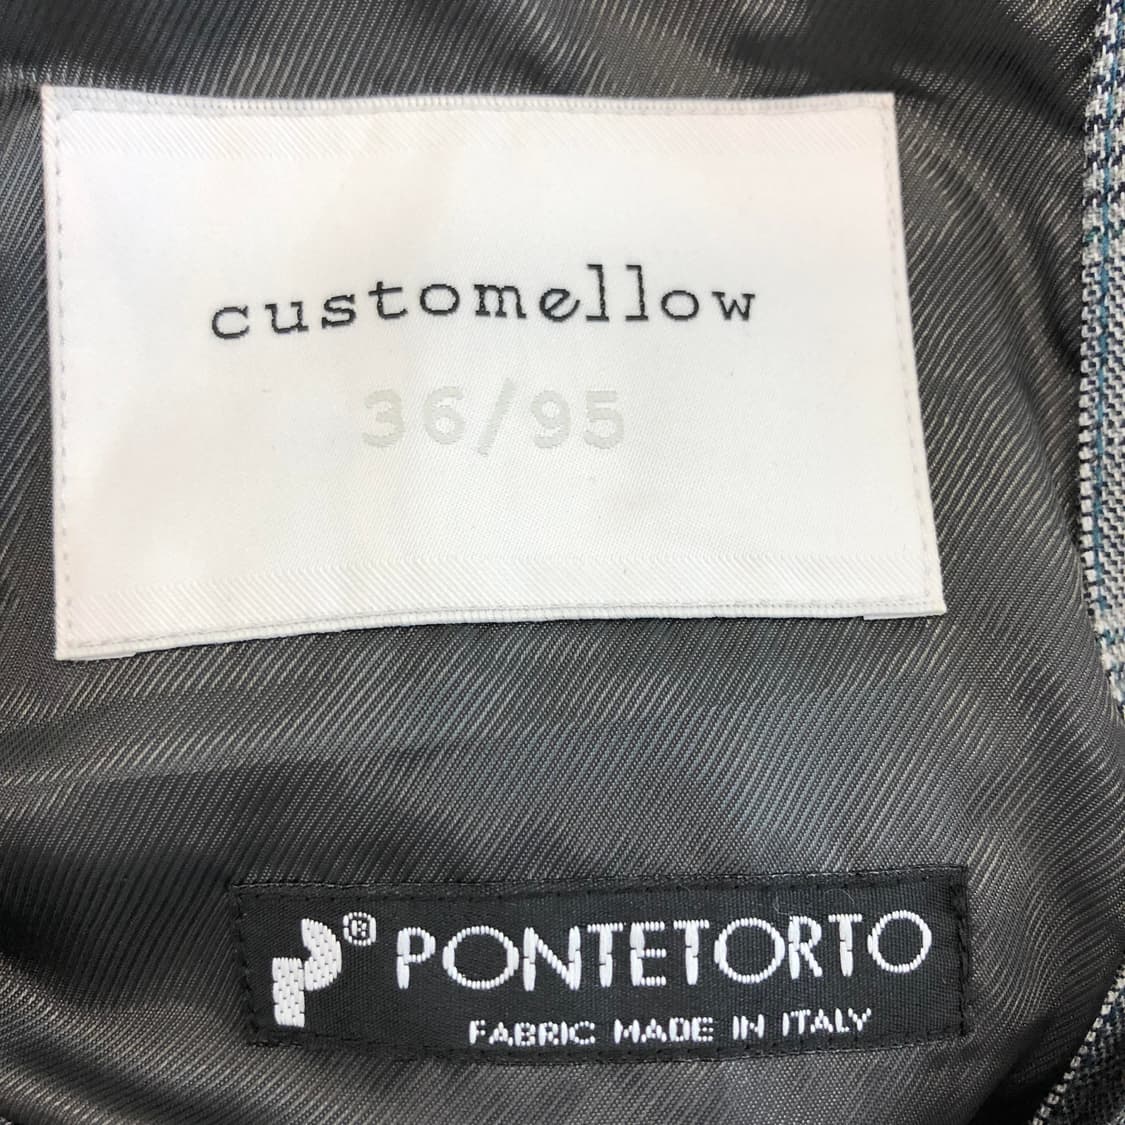 customellow
36/95
® PONTETORTO
FABRIC MADE IN ITALY